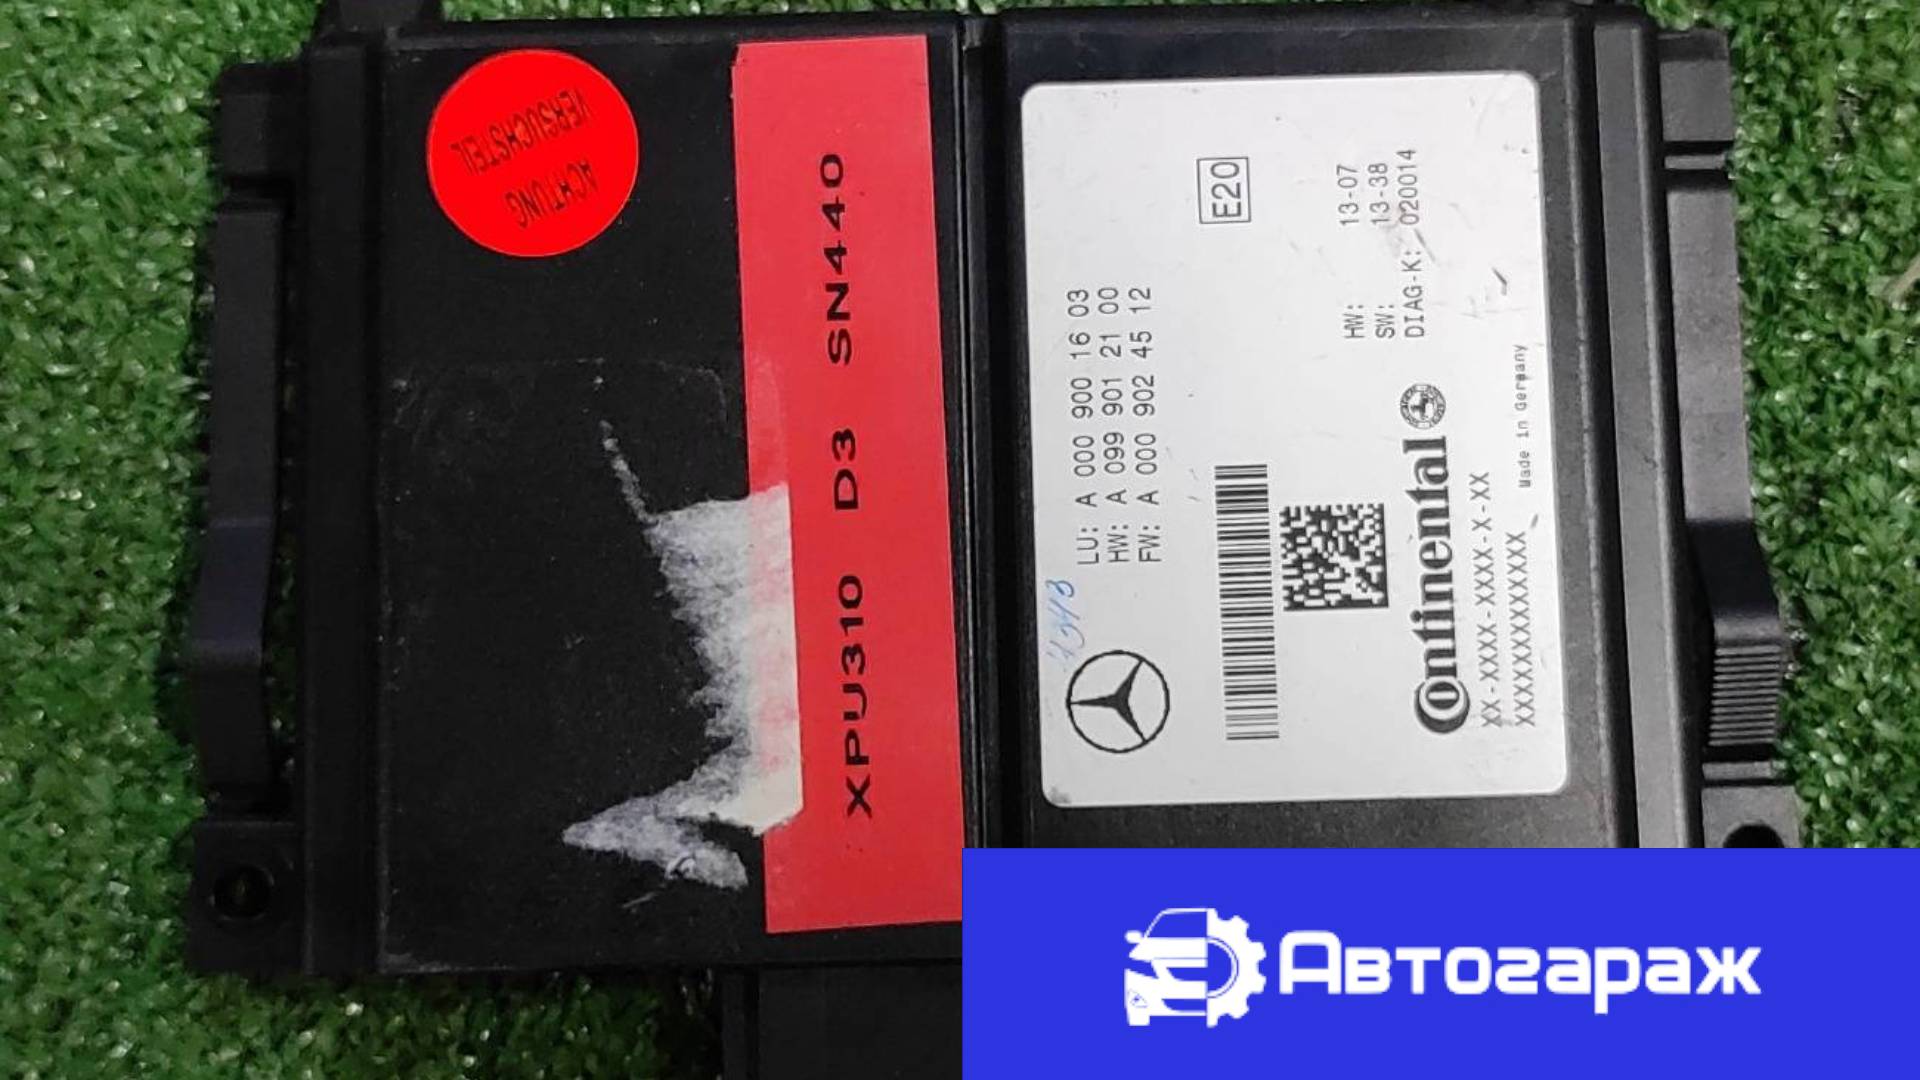 ACHTUNG
VERSUCHSTEIL
XPU310 D3 SN440
LU: A 000 900 16 03
HW: A 099 901 21 00
FW: A 000 902 45 12
E20
HW: 13-07
SW: 13-38
DIAG-K: 020014
Continental
XX-XXXX-XXXX-X-XX
XXXXXXXXXXXXXX
Made in Germany
Автогараж